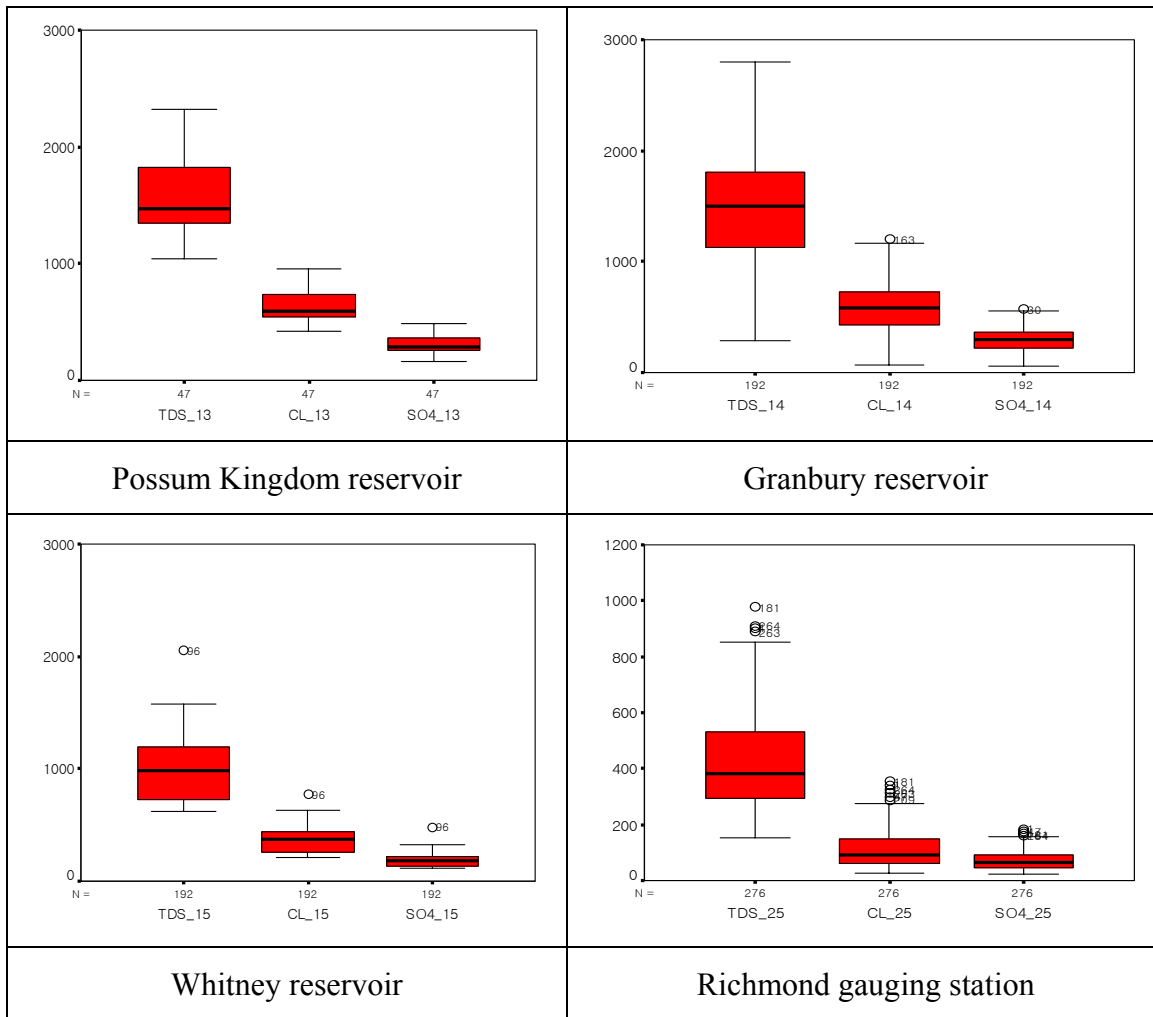 3000
2000
1000
0
N =
47
47
47
TDS_13
CL_13
SO4_13
Possum Kingdom reservoir
3000
2000
1000
0
163
30
N =
192
192
192
TDS_14
CL_14
SO4_14
Granbury reservoir
3000
2000
1000
0
96
96
96
N =
192
192
192
TDS_15
CL_15
SO4_15
Whitney reservoir
1200
1000
800
600
400
200
0
181
264
263
181
264
N =
276
276
276
TDS_25
CL_25
SO4_25
Richmond gauging station